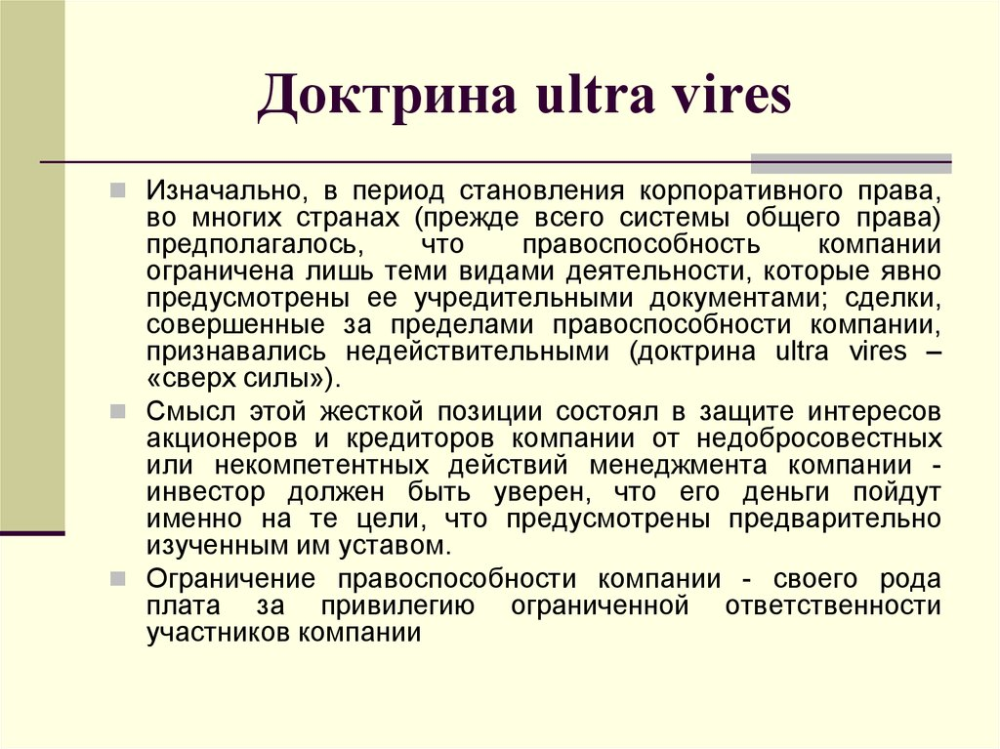 Доктрина ultra vires
Изначально, в период становления корпоративного права,
во многих странах (прежде всего системы общего права)
предполагалось, что правоспособность компании
ограничена лишь теми видами деятельности, которые явно
предусмотрены ее учредительными документами; сделки,
совершенные за пределами правоспособности компании,
признавались недействительными (доктрина ultra vires –
«сверх силы»).
Смысл этой жесткой позиции состоял в защите интересов
акционеров и кредиторов компании от недобросовестных
или некомпетентных действий менеджмента компании -
инвестор должен быть уверен, что его деньги пойдут
именно на те цели, что предусмотрены предварительно
изученным им уставом.
Ограничение правоспособности компании - своего рода
плата за привилегию ограниченной ответственности
участников компании